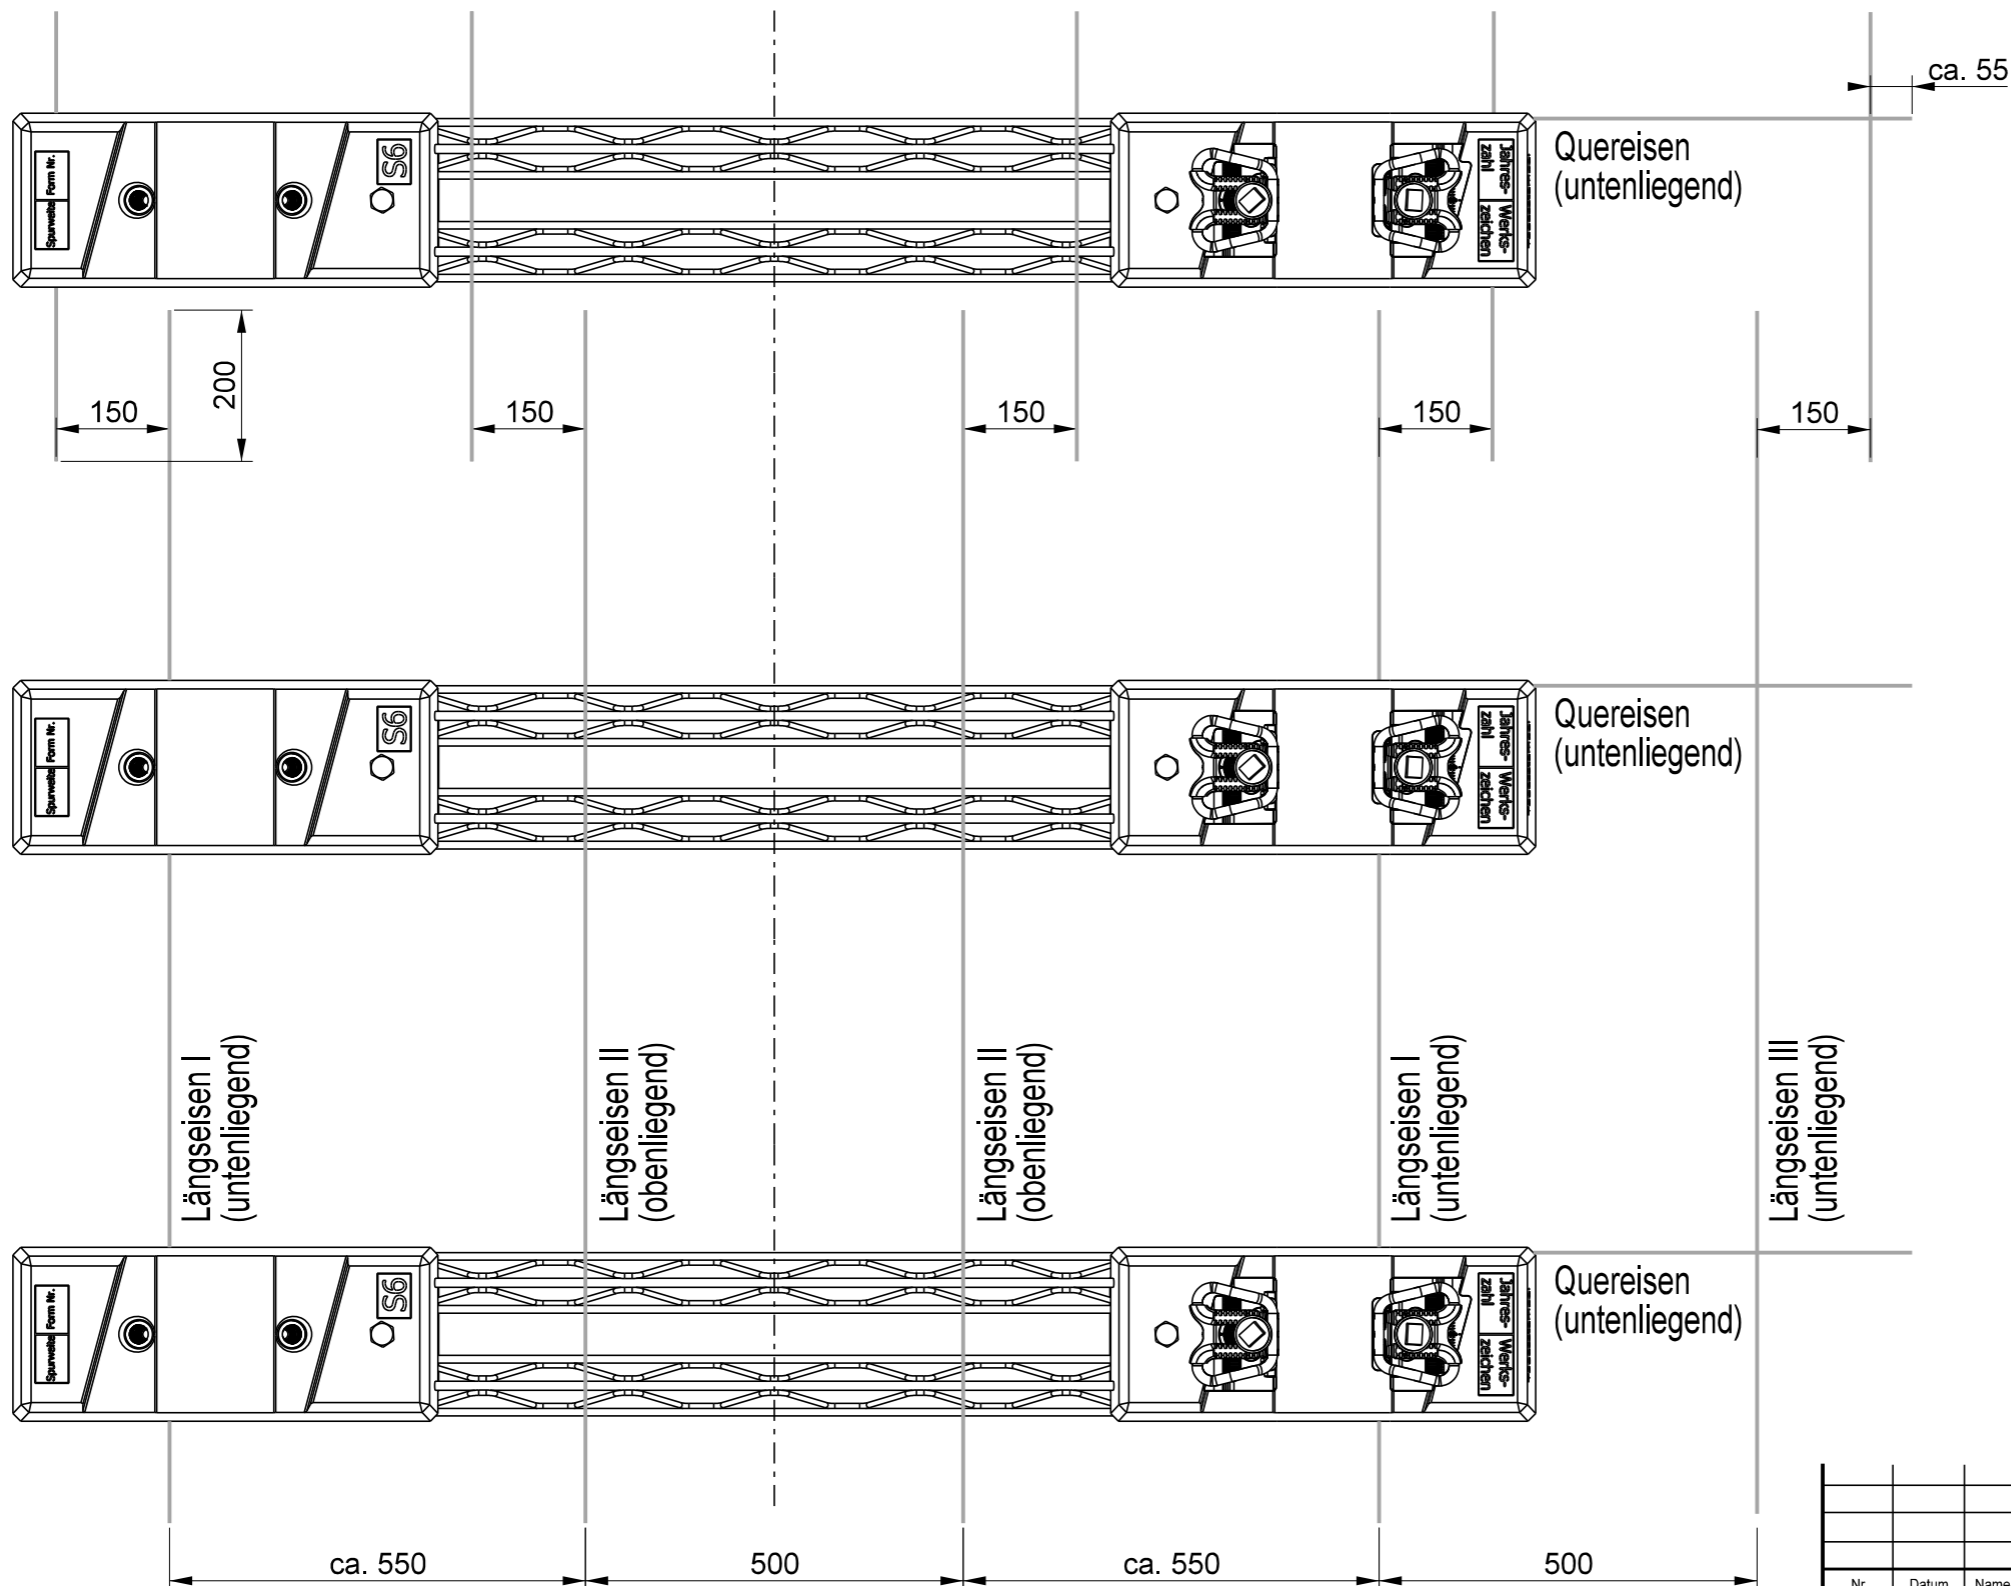 ca. 55
Spurweite Form Nr.
S6
Jahres-
zahl
Werks-
zeichen
Quereisen
(untenliegend)
200
150
150
150
150
150
Spurweite Form Nr.
S6
Jahres-
zahl
Werks-
zeichen
Quereisen
(untenliegend)
Längseisen I
(untenliegend)
Längseisen II
(obenliegend)
Längseisen II
(obenliegend)
Längseisen I
(untenliegend)
Längseisen III
(untenliegend)
Spurweite Form Nr.
S6
Jahres-
zahl
Werks-
zeichen
Quereisen
(untenliegend)
ca. 550
500
ca. 550
500
Nr. Datum Name